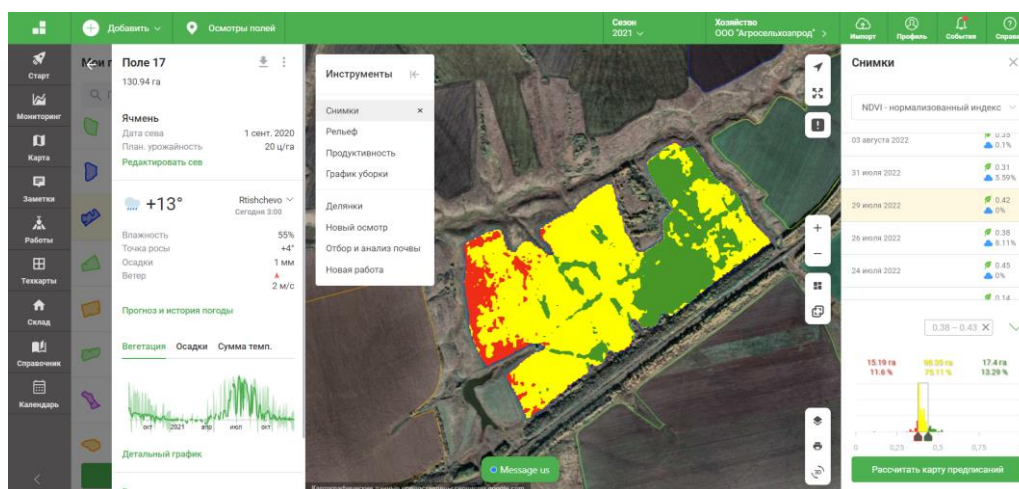 Добавить
Осмотры полей
Сезон
2021
Хозяйство
ООО "Агросельхозпрод"
Импорт
Профиль
События
Старт
Мониторинг
Карта
Заметки
Работы
Техкарты
Склад
Справочник
Календарь
Поле 17
130.94 га
Ячмень
Дата сева 1 сент. 2020
План. урожайность 20 ц/га
Редактировать сев
+13°
Rtishchevo
Сегодня 3:00
Влажность 55%
Точка росы +4°
Осадки 1 мм
Ветер 2 м/с
Прогноз и история погоды
Вегетация Осадки Сумма темп.
окт 2021 апр июл окт
Детальный график
Инструменты
Снимки ×
Рельеф
Продуктивность
График уборки
Делянки
Новый осмотр
Отбор и анализ почвы
Новая работа
Message us
3D
Снимки
NDVI - нормализованный индекс
03 августа 2022 0.35
0.1%
31 июля 2022 0.31
5.59%
29 июля 2022 0.42
0%
26 июля 2022 0.38
8.11%
24 июля 2022 0.45
0%
0.14
0.38 – 0.43 ×
15.19 га 98.35 га 17.4 га
11.6 % 75.11 % 13.29 %
0 0,25 0,5 0,75
Рассчитать карту предписаний